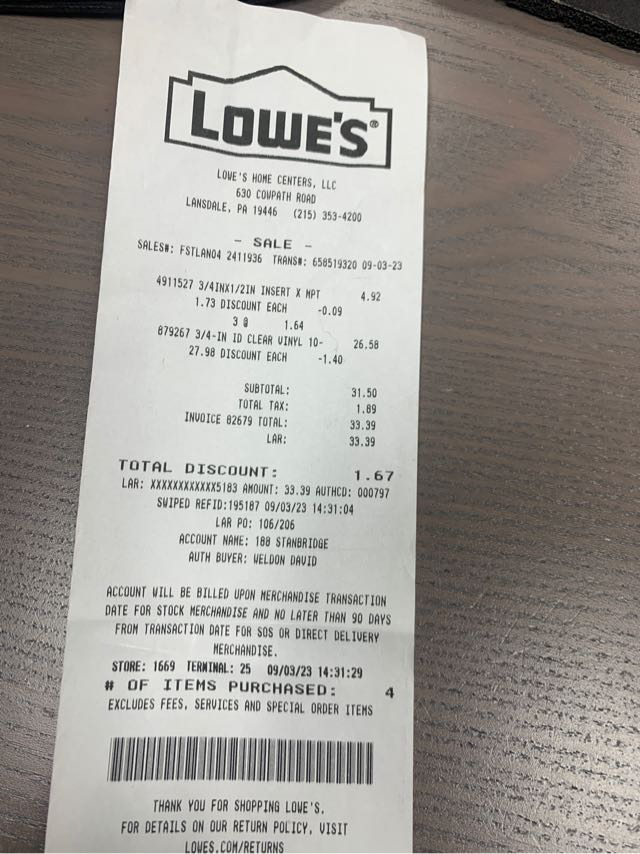 LOWE'S®
LOWE'S HOME CENTERS, LLC
630 COWPATH ROAD
LANSDALE, PA 19446 (215) 353-4200
- SALE -
SALES#: FSTLAN04 2411936 TRANS#: 658519320 09-03-23
4911527 3/4INX1/2IN INSERT X MPT 4.92
1.73 DISCOUNT EACH -0.09
3 @ 1.64
879267 3/4-IN ID CLEAR VINYL 10- 26.58
27.98 DISCOUNT EACH -1.40
SUBTOTAL: 31.50
TOTAL TAX: 1.89
INVOICE 82679 TOTAL: 33.39
LAR: 33.39
TOTAL DISCOUNT: 1.67
LAR: XXXXXXXXXXXX5183 AMOUNT: 33.39 AUTHCD: 000797
SWIPED REFID:195187 09/03/23 14:31:04
LAR PO: 106/206
ACCOUNT NAME: 188 STANBRIDGE
AUTH BUYER: WELDON DAVID
ACCOUNT WILL BE BILLED UPON MERCHANDISE TRANSACTION
DATE FOR STOCK MERCHANDISE AND NO LATER THAN 90 DAYS
FROM TRANSACTION DATE FOR SOS OR DIRECT DELIVERY
MERCHANDISE.
STORE: 1669 TERMINAL: 25 09/03/23 14:31:29
# OF ITEMS PURCHASED: 4
EXCLUDES FEES, SERVICES AND SPECIAL ORDER ITEMS
THANK YOU FOR SHOPPING LOWE'S.
FOR DETAILS ON OUR RETURN POLICY, VISIT
LOWES.COM/RETURNS